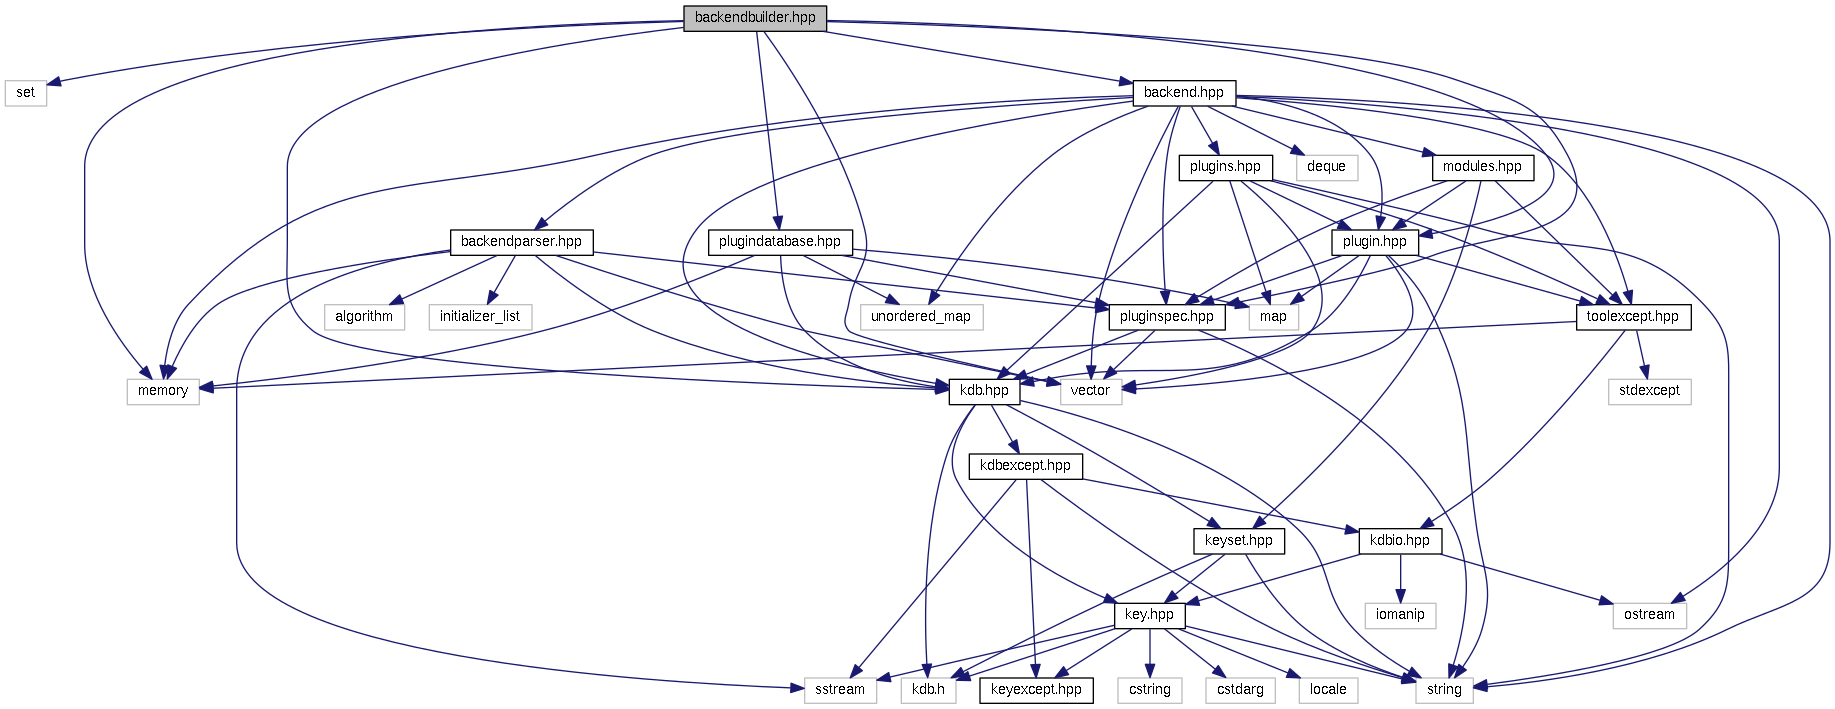 backendbuilder.hpp
set
backend.hpp
plugins.hpp
deque
modules.hpp
backendparser.hpp
plugindatabase.hpp
plugin.hpp
algorithm
initializer_list
unordered_map
pluginspec.hpp
map
toolexcept.hpp
memory
kdb.hpp
vector
stdexcept
kdbexcept.hpp
keyset.hpp
kdbio.hpp
key.hpp
iomanip
ostream
sstream
kdb.h
keyexcept.hpp
cstring
cstdarg
locale
string